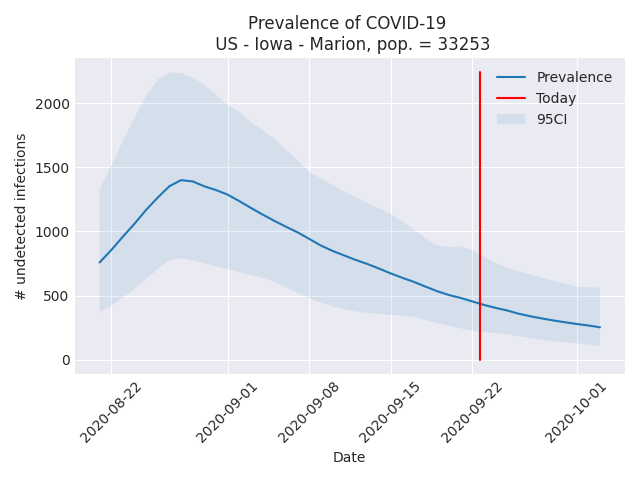 Prevalence of COVID-19
US - Iowa - Marion, pop. = 33253
Prevalence
Today
95CI
# undetected infections
2000
1500
1000
500
0
2020-08-22
2020-09-01
2020-09-08
2020-09-15
2020-09-22
2020-10-01
Date